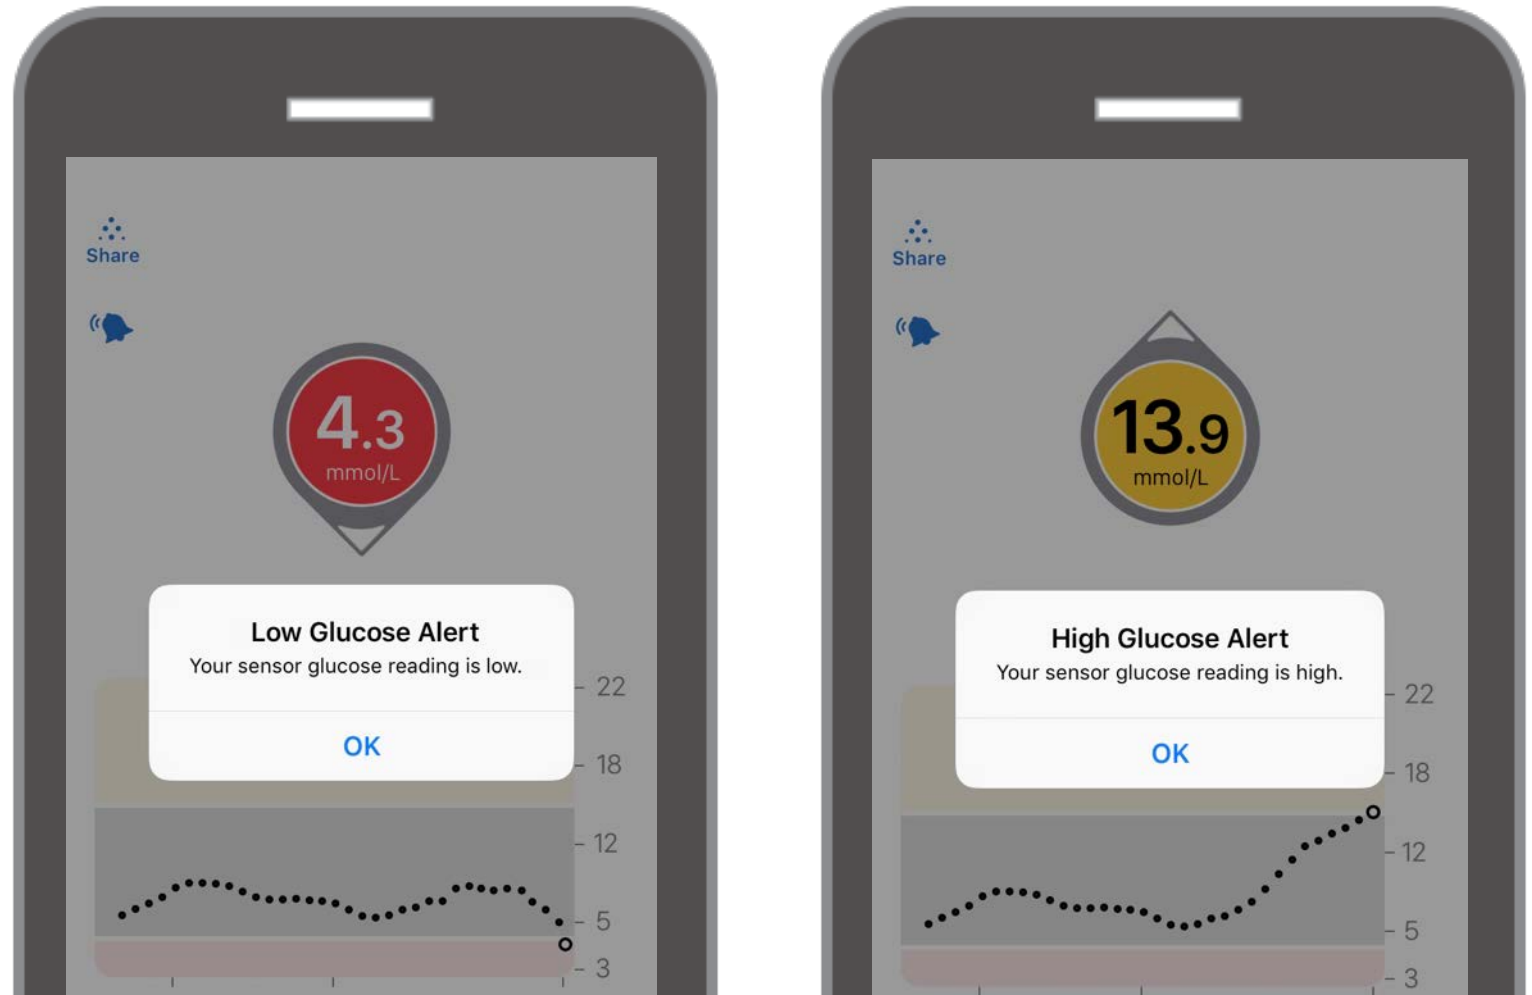 Share
4.3
mmol/L
Low Glucose Alert
Your sensor glucose reading is low.
OK
22
18
12
5
3
Share
13.9
mmol/L
High Glucose Alert
Your sensor glucose reading is high.
OK
22
18
12
5
3